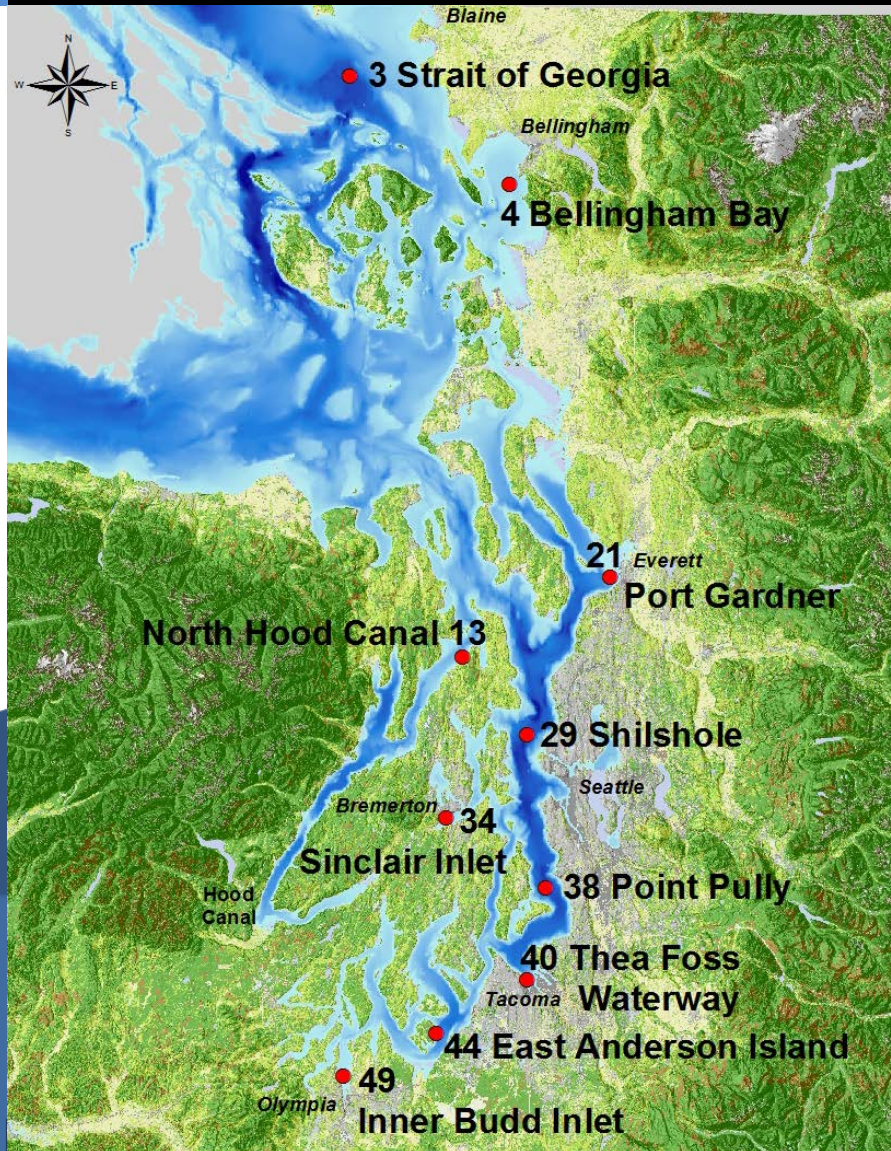 Blaine
N
W E
S
3 Strait of Georgia
Bellingham
4 Bellingham Bay
21 Everett
Port Gardner
North Hood Canal 13
29 Shilshole
Seattle
Bremerton 34
Sinclair Inlet
38 Point Pully
Hood
Canal
40 Thea Foss
Waterway
Tacoma
44 East Anderson Island
49
Olympia
Inner Budd Inlet